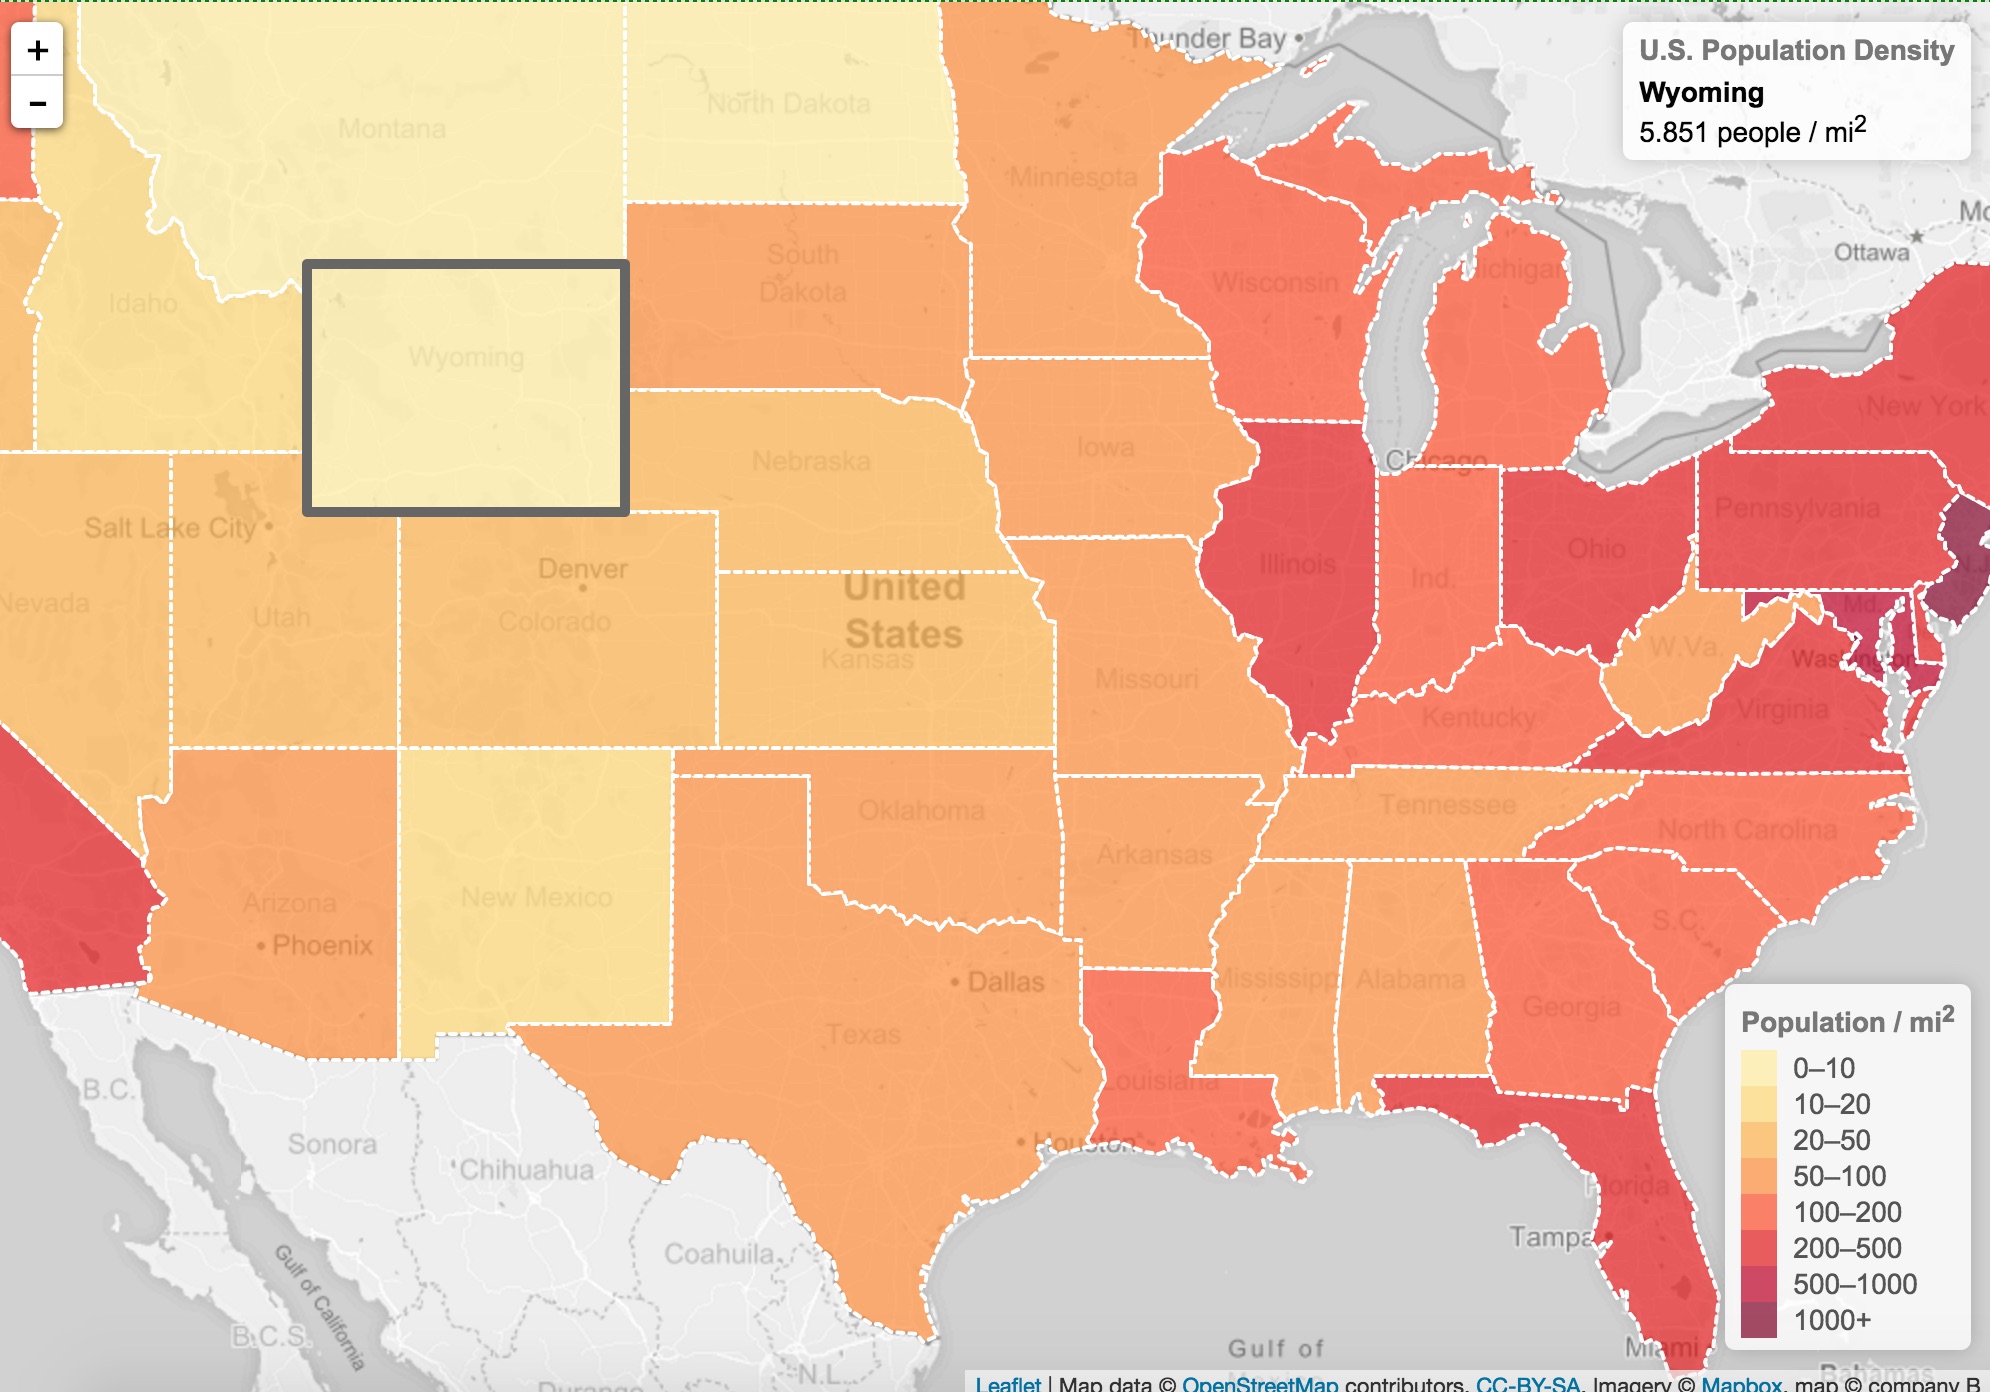 +
−
Thunder Bay
U.S. Population Density
Wyoming
5.851 people / mi²
North Dakota
Montana
Minnesota
Ottawa
South
Dakota
Wisconsin
Michigan
Idaho
Wyoming
New York
Iowa
Chicago
Nebraska
Pennsylvania
Salt Lake City
Denver
Ohio
Illinois
Ind.
N.J.
United
States
Nevada
Utah
Colorado
Kansas
Md.
W.Va.
Washington
Missouri
Kentucky
Virginia
Oklahoma
Tennessee
North Carolina
Arkansas
Arizona
New Mexico
S.C.
Phoenix
Dallas
Mississippi
Alabama
Georgia
Texas
Louisiana
B.C.
Sonora
Chihuahua
Houston
Florida
Tampa
Coahuila
Gulf of California
B.C.S.
Gulf of
Miami
N.L.
Durango
Bahamas
Population / mi²
0–10
10–20
20–50
50–100
100–200
200–500
500–1000
1000+
Leaflet | Map data © OpenStreetMap contributors, CC-BY-SA, Imagery © Mapbox, map © company B